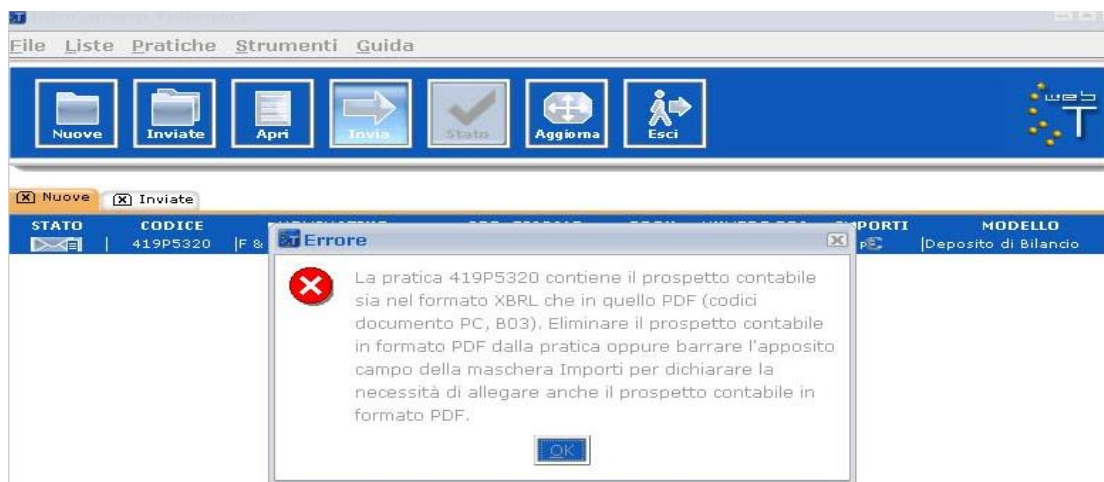 File Liste Pratiche Strumenti Guida
web
Nuove Inviate Apri Invia Stato Aggiorna Esci
T
Nuove Inviate
STATO CODICE PORTI MODELLO
419P5320 |F & |Deposito di Bilancio
Errore
La pratica 419P5320 contiene il prospetto contabile
sia nel formato XBRL che in quello PDF (codici
documento PC, B03). Eliminare il prospetto contabile
in formato PDF dalla pratica oppure barrare l'apposito
campo della maschera Importi per dichiarare la
necessità di allegare anche il prospetto contabile in
formato PDF.
OK